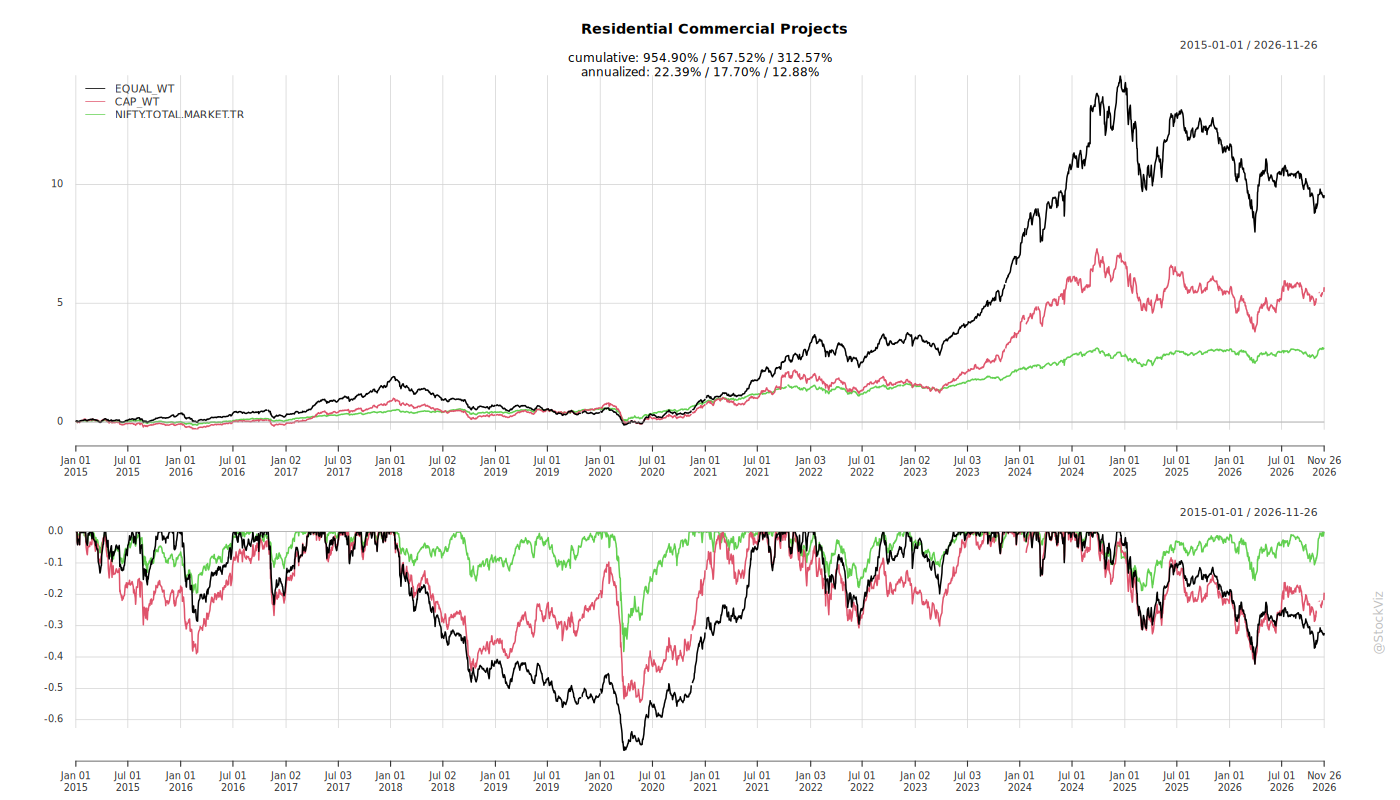 Residential Commercial Projects
2015-01-01 / 2026-11-26
cumulative: 954.90% / 567.52% / 312.57%
annualized: 22.39% / 17.70% / 12.88%
EQUAL_WT
CAP_WT
NIFTY.TOTAL.MARKET.TR
10
5
0
Jan 01 Jul 01 Jan 01 Jul 01 Jan 02 Jul 03 Jan 01 Jul 02 Jan 01 Jul 01 Jan 01 Jul 01 Jan 01 Jul 01 Jan 03 Jul 01 Jan 02 Jul 03 Jan 01 Jul 01 Jan 01 Jul 01 Jan 01 Jul 01 Nov 26
2015 2015 2016 2016 2017 2017 2018 2018 2019 2019 2020 2020 2021 2021 2022 2022 2023 2023 2024 2024 2025 2025 2026 2026 2026
2015-01-01 / 2026-11-26
0.0
-0.1
-0.2
-0.3
-0.4
-0.5
-0.6
Jan 01 Jul 01 Jan 01 Jul 01 Jan 02 Jul 03 Jan 01 Jul 02 Jan 01 Jul 01 Jan 01 Jul 01 Jan 01 Jul 01 Jan 03 Jul 01 Jan 02 Jul 03 Jan 01 Jul 01 Jan 01 Jul 01 Jan 01 Jul 01 Nov 26
2015 2015 2016 2016 2017 2017 2018 2018 2019 2019 2020 2020 2021 2021 2022 2022 2023 2023 2024 2024 2025 2025 2026 2026 2026
@StockViz